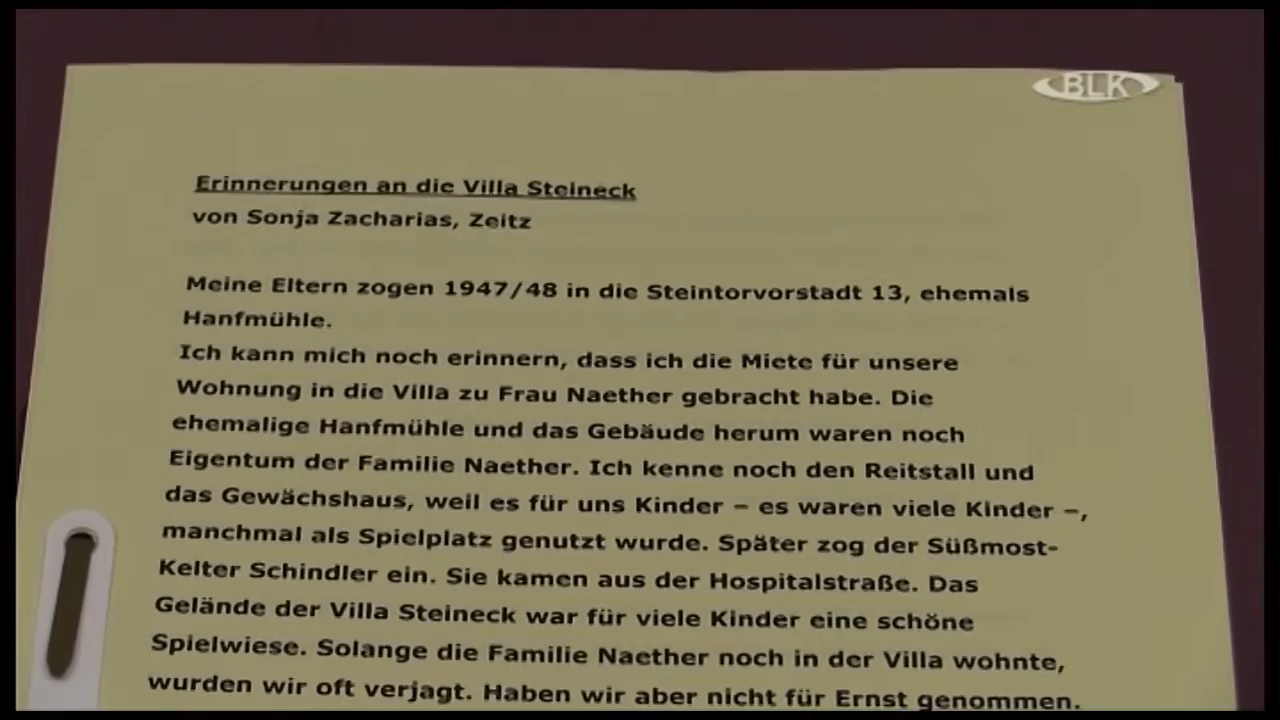 BLK
Erinnerungen an die Villa Steineck
von Sonja Zacharias, Zeitz
Meine Eltern zogen 1947/48 in die Steintorvorstadt 13, ehemals
Hanfmühle.
Ich kann mich noch erinnern, dass ich die Miete für unsere
Wohnung in die Villa zu Frau Naether gebracht habe. Die
ehemalige Hanfmühle und das Gebäude herum waren noch
Eigentum der Familie Naether. Ich kenne noch den Reitstall und
das Gewächshaus, weil es für uns Kinder – es waren viele Kinder –,
manchmal als Spielplatz genutzt wurde. Später zog der Süßmost-
Kelter Schindler ein. Sie kamen aus der Hospitalstraße. Das
Gelände der Villa Steineck war für viele Kinder eine schöne
Spielwiese. Solange die Familie Naether noch in der Villa wohnte,
wurden wir oft verjagt. Haben wir aber nicht für Ernst genommen.